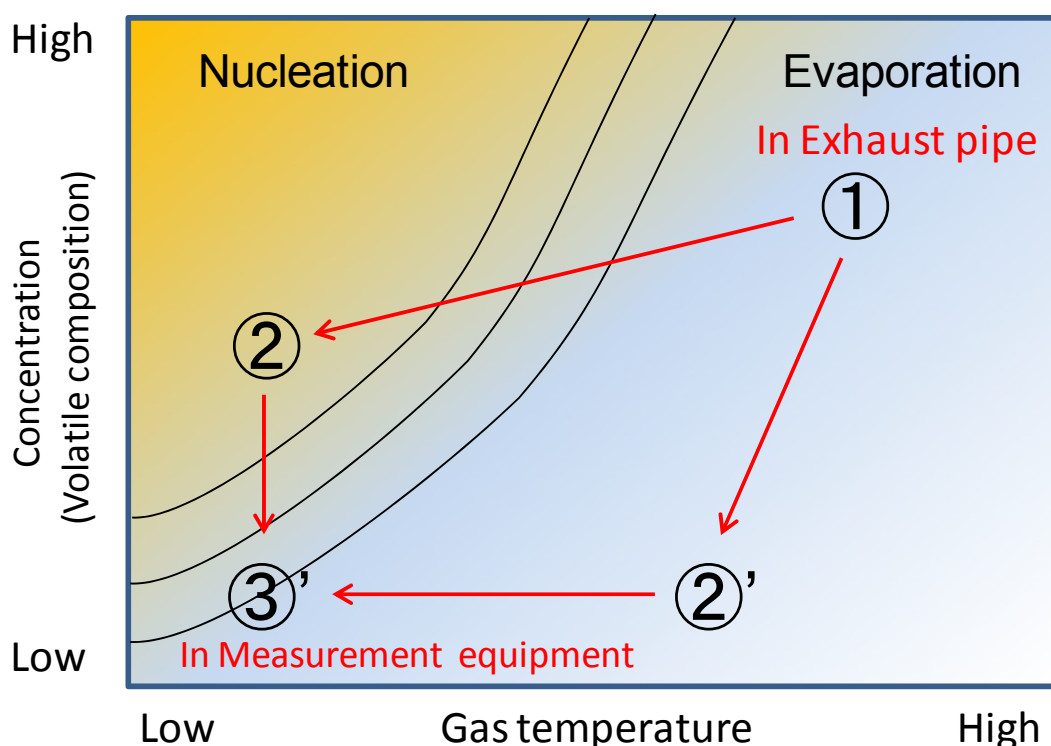 High
Nucleation
Evaporation
In Exhaust pipe
①
②
Concentration
(Volatile composition)
③’
②’
In Measurement equipment
Low
Low
Gas temperature
High